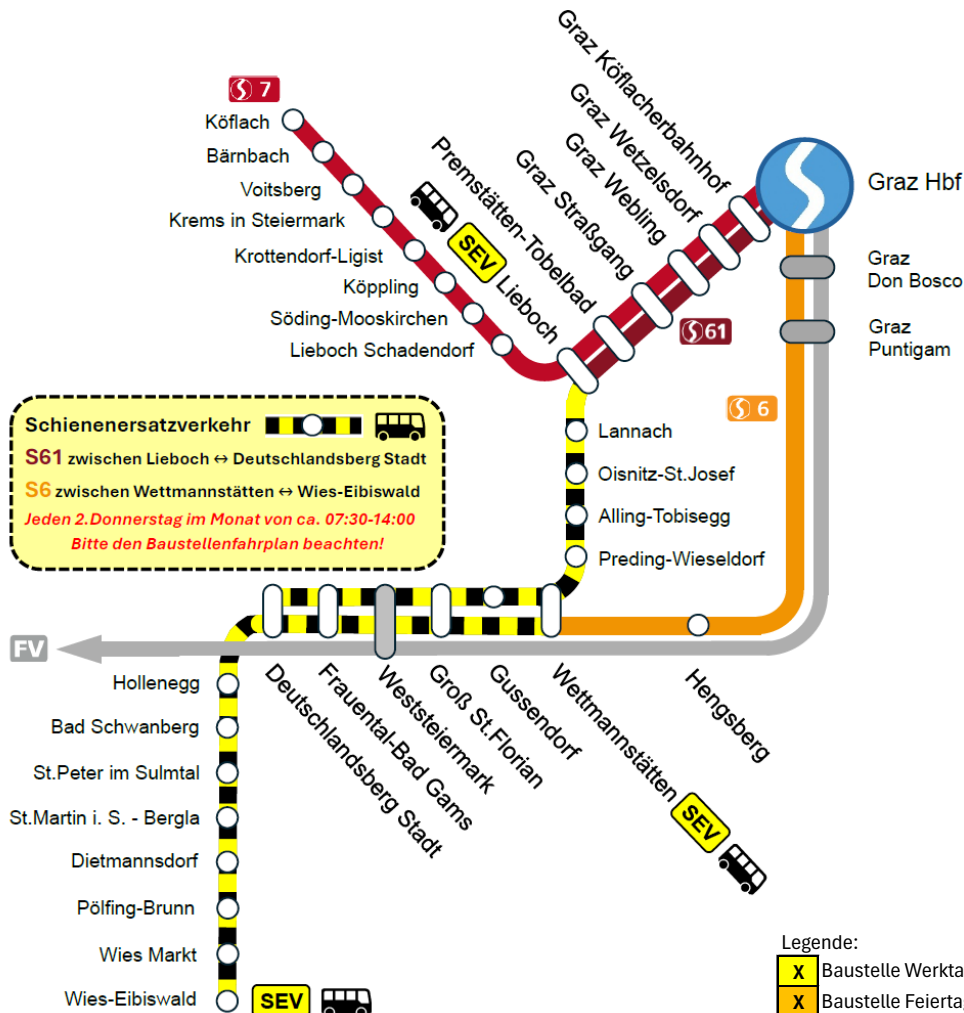 7
Köflach
Bärnbach
Voitsberg
Krems in Steiermark
Krottendorf-Ligist
Köppling
Söding-Mooskirchen
Lieboch Schadendorf
SEV Lieboch
Premstätten-Tobelbad
Graz Straßgang
Graz Webling
Graz Wetzelsdorf
Graz Köflacherbahnhof
Graz Hbf
Graz
Don Bosco
Graz
Puntigam
61
6
Schienenersatzverkehr
S61 zwischen Lieboch ↔ Deutschlandsberg Stadt
S6 zwischen Wettmannstätten ↔ Wies-Eibiswald
Jeden 2.Donnerstag im Monat von ca. 07:30-14:00
Bitte den Baustellenfahrplan beachten!
Lannach
Oisnitz-St.Josef
Alling-Tobisegg
Preding-Wieseldorf
FV
Deutschlandsberg Stadt
Frauental-Bad Gams
Weststeiermark
Groß St.Florian
Gussendorf
Wettmannstätten SEV
Hengsberg
Hollenegg
Bad Schwanberg
St.Peter im Sulmtal
St.Martin i. S. - Bergla
Dietmannsdorf
Pölfing-Brunn
Wies Markt
Wies-Eibiswald SEV
Legende:
X Baustelle Werkta
X Baustelle Feierta